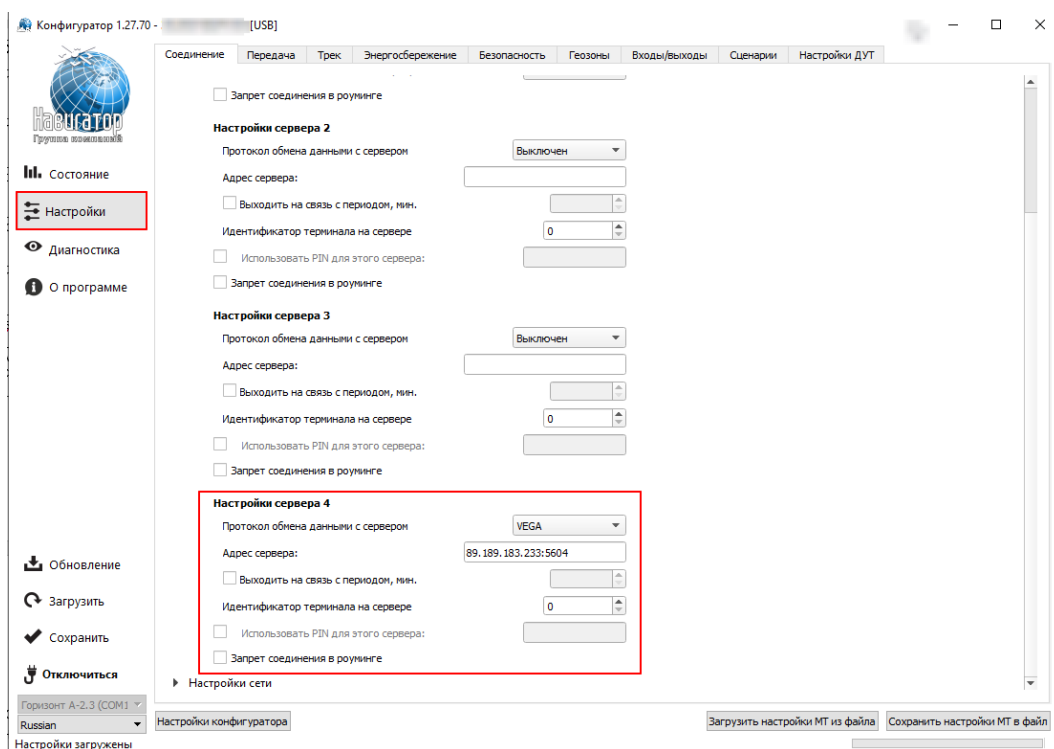 Конфигуратор 1.27.70 - [USB]
Навигатор
Группа компаний
Состояние
Настройки
Диагностика
О программе
Обновление
Загрузить
Сохранить
Отключиться
Горизонт A-2.3 (COM1
Russian
Настройки загружены
Соединение Передача Трек Энергосбережение Безопасность Геозоны Входы/выходы Сценарии Настройки ДУТ
Запрет соединения в роуминге
Настройки сервера 2
Протокол обмена данными с сервером Выключен
Адрес сервера:
Выходить на связь с периодом, мин.
Идентификатор терминала на сервере 0
Использовать PIN для этого сервера:
Запрет соединения в роуминге
Настройки сервера 3
Протокол обмена данными с сервером Выключен
Адрес сервера:
Выходить на связь с периодом, мин.
Идентификатор терминала на сервере 0
Использовать PIN для этого сервера:
Запрет соединения в роуминге
Настройки сервера 4
Протокол обмена данными с сервером VEGA
Адрес сервера: 89.189.183.233:5604
Выходить на связь с периодом, мин.
Идентификатор терминала на сервере 0
Использовать PIN для этого сервера:
Запрет соединения в роуминге
Настройки сети
Настройки конфигуратора Загрузить настройки МТ из файла Сохранить настройки МТ в файл